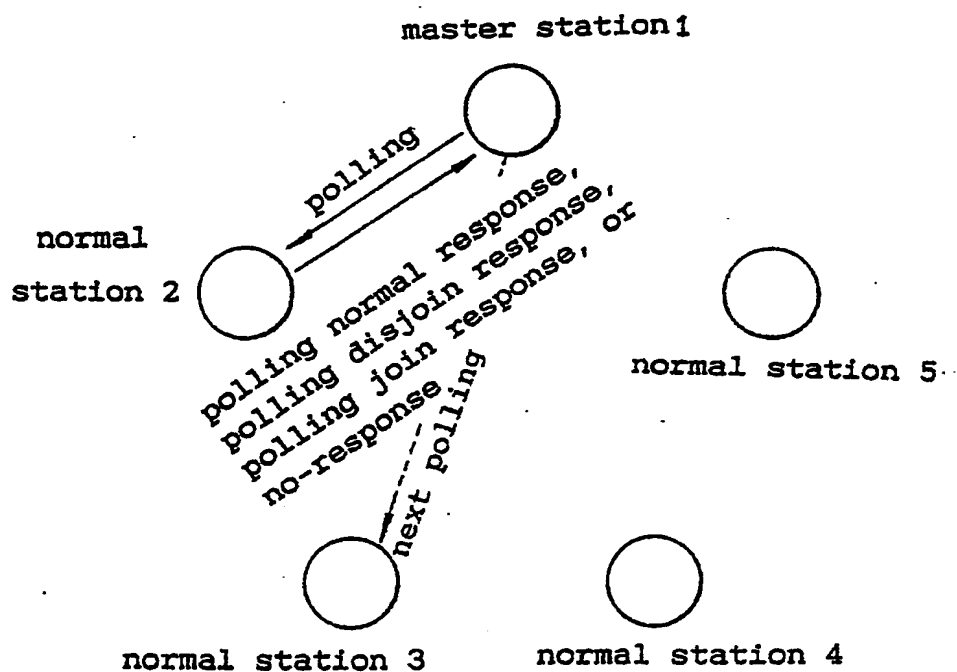 master station 1
polling
normal
station 2
polling normal response,
polling disjoin response,
polling join response, or
no-response
next polling
normal station 5
normal station 3
normal station 4